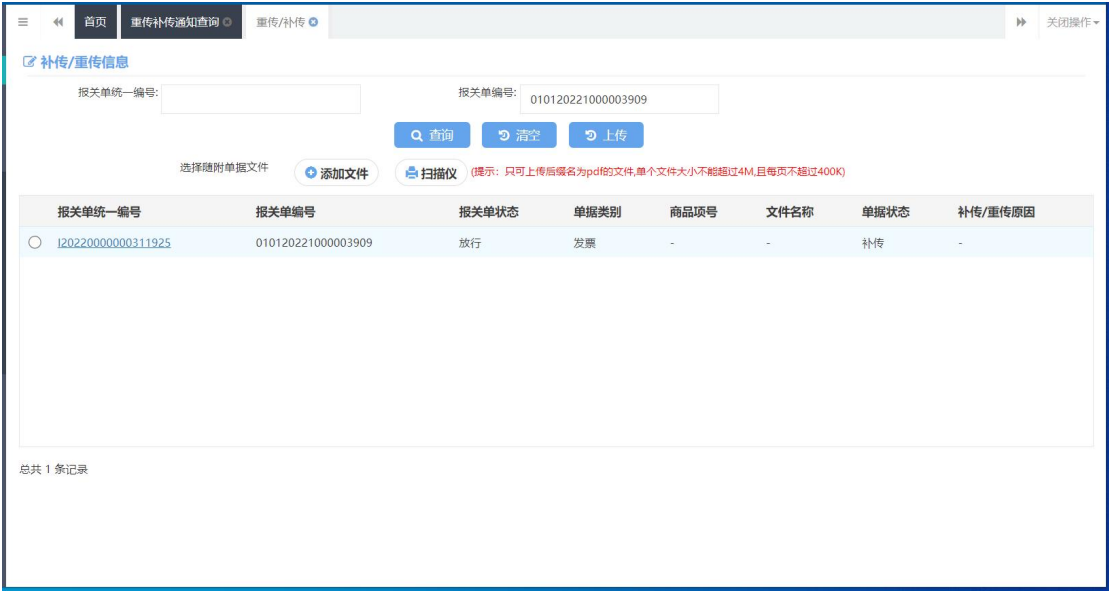 首页 重传补传通知查询 重传/补传 关闭操作
补传/重传信息
报关单统一编号: 报关单编号: 010120221000003909
查询 清空 上传
选择随附单据文件 添加文件 扫描仪 (提示：只可上传后缀名为pdf的文件,单个文件大小不能超过4M,且每页不超过400K)
报关单统一编号 报关单编号 报关单状态 单据类别 商品项号 文件名称 单据状态 补传/重传原因
I20220000000311925 010120221000003909 放行 发票 - - 补传 -
总共 1 条记录